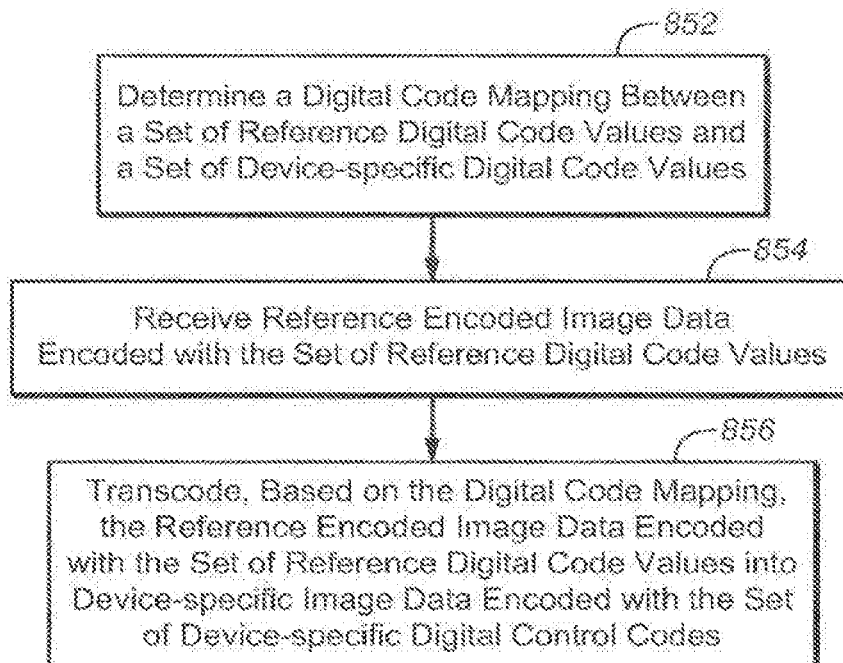 852
Determine a Digital Code Mapping Between
a Set of Reference Digital Code Values and
a Set of Device-specific Digital Code Values
854
Receive Reference Encoded Image Data
Encoded with the Set of Reference Digital Code Values
856
Transcode, Based on the Digital Code Mapping,
the Reference Encoded Image Data Encoded
with the Set of Reference Digital Code Values into
Device-specific Image Data Encoded with the Set
of Device-specific Digital Control Codes